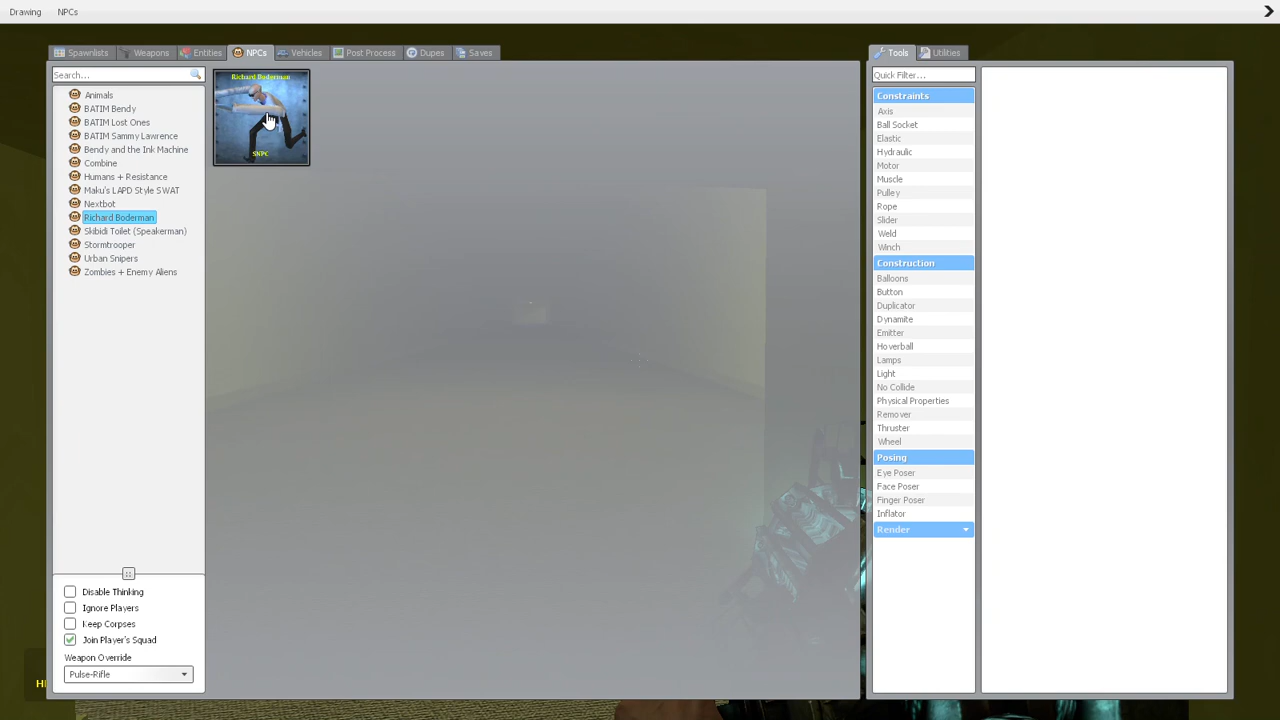 Drawing NPCs
Spawnlists Weapons Entities NPCs Vehicles Post Process Dupes Saves
Search...
Animals
BATIM Bendy
BATIM Lost Ones
BATIM Sammy Lawrence
Bendy and the Ink Machine
Combine
Humans + Resistance
Maku's LAPD Style SWAT
Nextbot
Richard Boderman
Skibidi Toilet (Speakerman)
Stormtrooper
Urban Snipers
Zombies + Enemy Aliens
Disable Thinking
Ignore Players
Keep Corpses
Join Player's Squad
Weapon Override
Pulse-Rifle
Richard Boderman
SNPC
Tools Utilities
Quick Filter...
Constraints
Axis
Ball Socket
Elastic
Hydraulic
Motor
Muscle
Pulley
Rope
Slider
Weld
Winch
Construction
Balloons
Button
Duplicator
Dynamite
Emitter
Hoverball
Lamps
Light
No Collide
Physical Properties
Remover
Thruster
Wheel
Posing
Eye Poser
Face Poser
Finger Poser
Inflator
Render